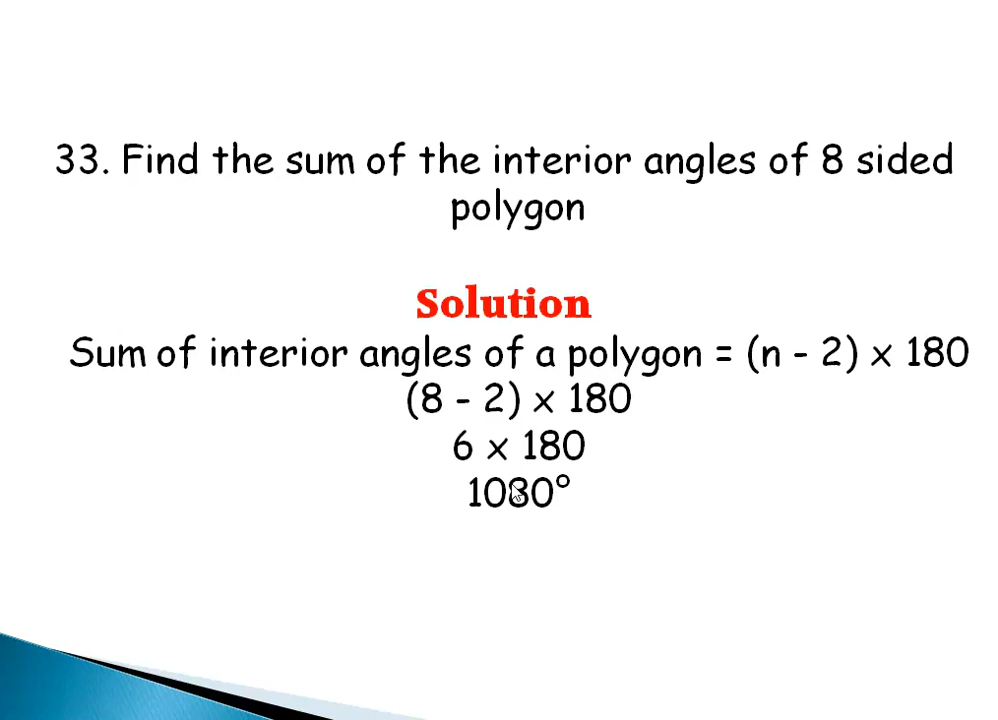 33. Find the sum of the interior angles of 8 sided
polygon
Solution
Sum of interior angles of a polygon = (n - 2) x 180
(8 - 2) x 180
6 x 180
1080°